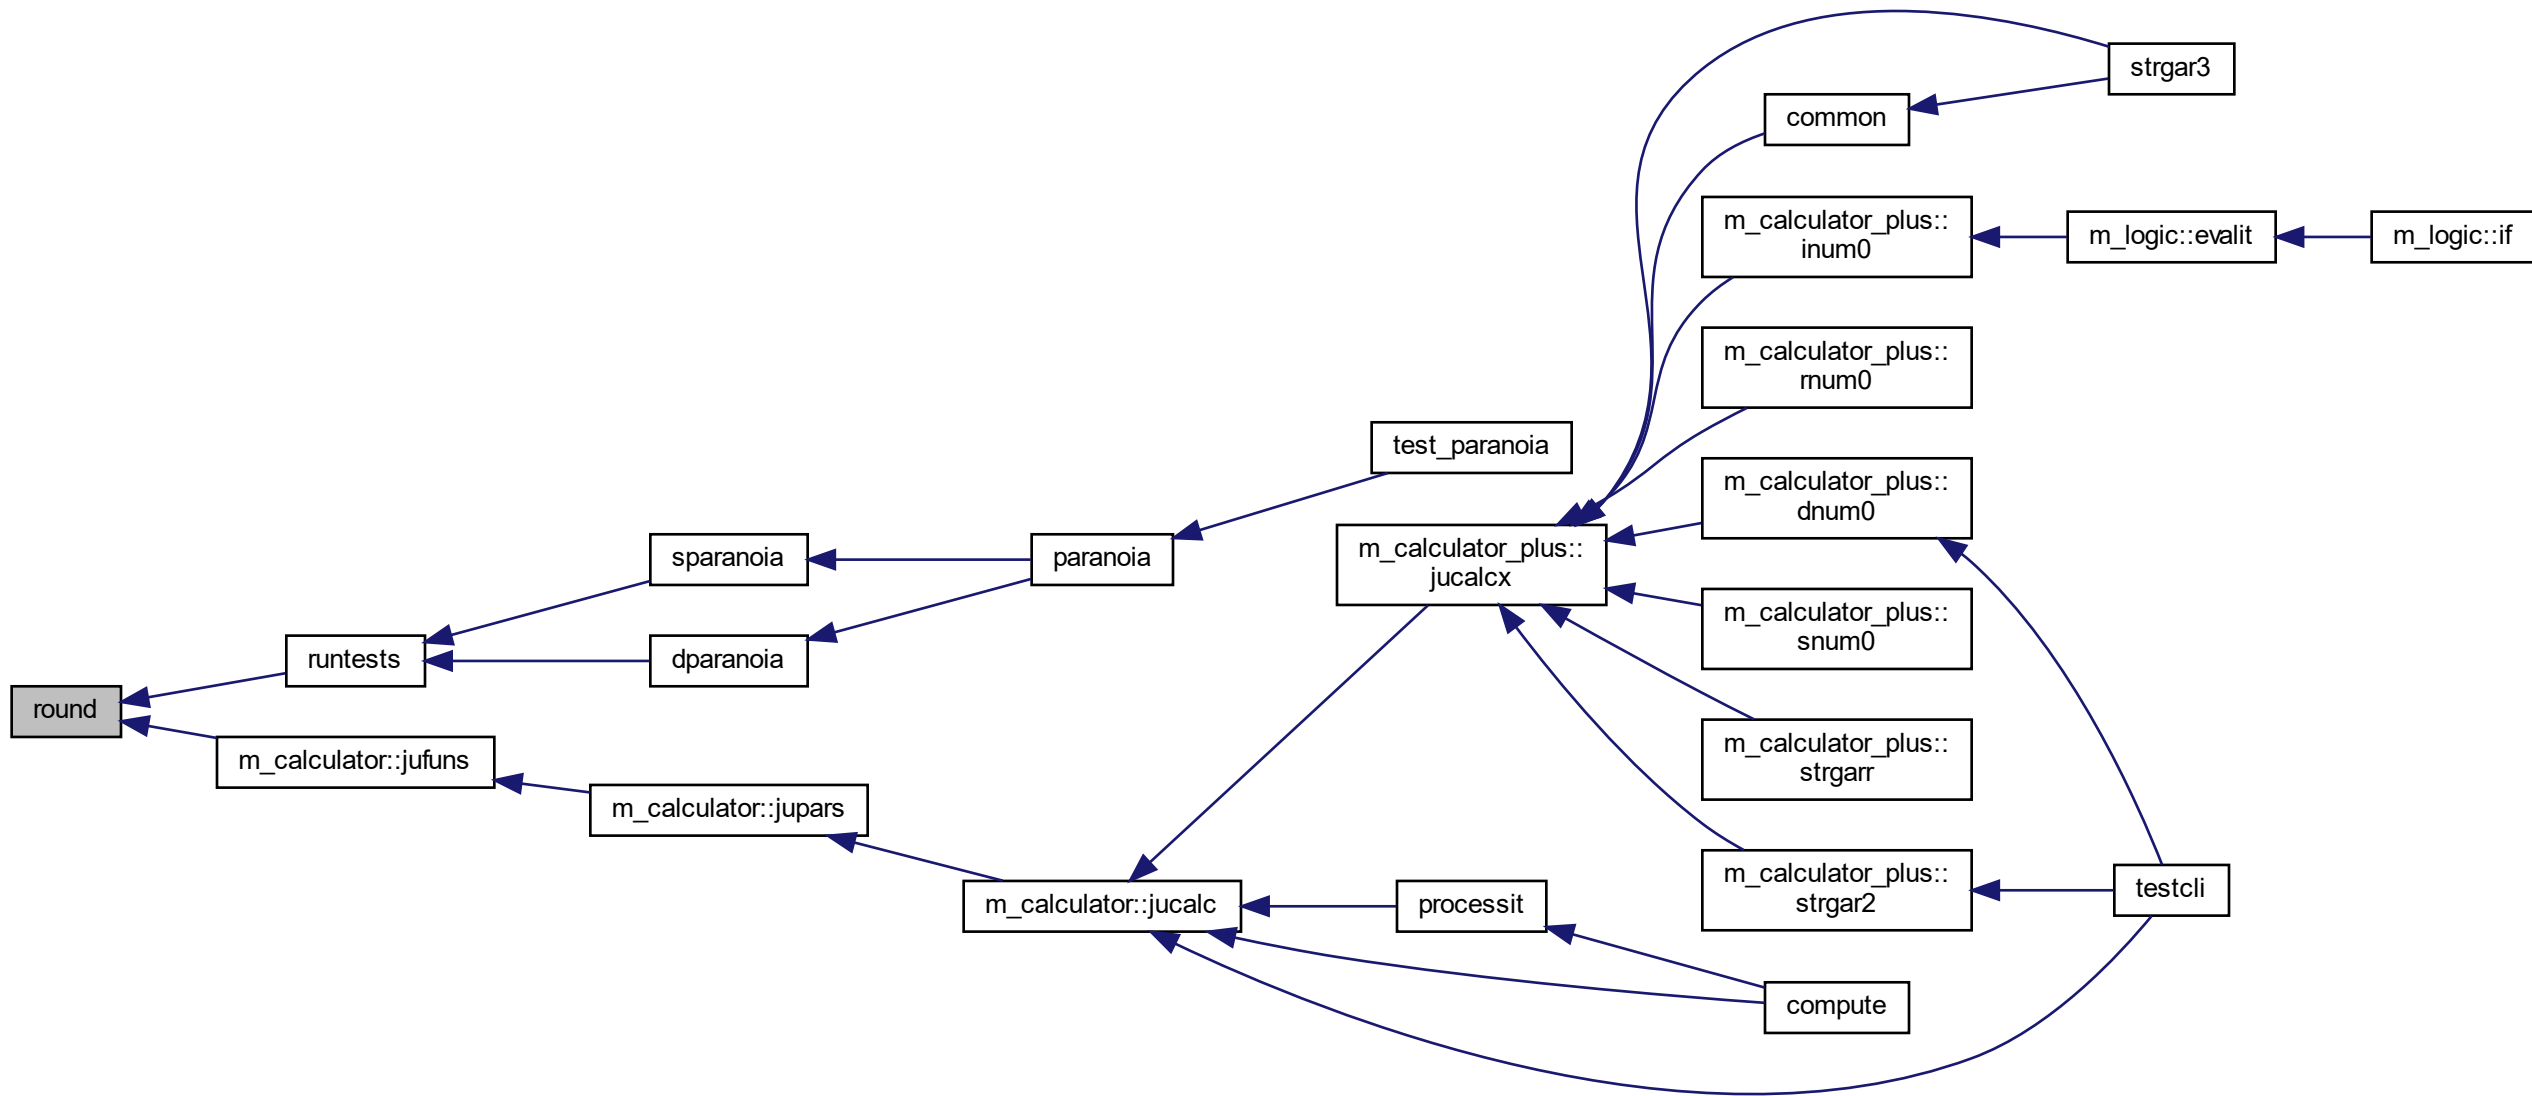 strgar3
common
m_calculator_plus::
inum0
m_logic::evalit
m_logic::if
m_calculator_plus::
rnum0
test_paranoia
m_calculator_plus::
dnum0
sparanoia
paranoia
m_calculator_plus::
jucalcx
m_calculator_plus::
snum0
runtests
dparanoia
round
m_calculator::jufuns
m_calculator_plus::
strgarr
m_calculator::jupars
m_calculator::jucalc
processit
m_calculator_plus::
strgar2
testcli
compute